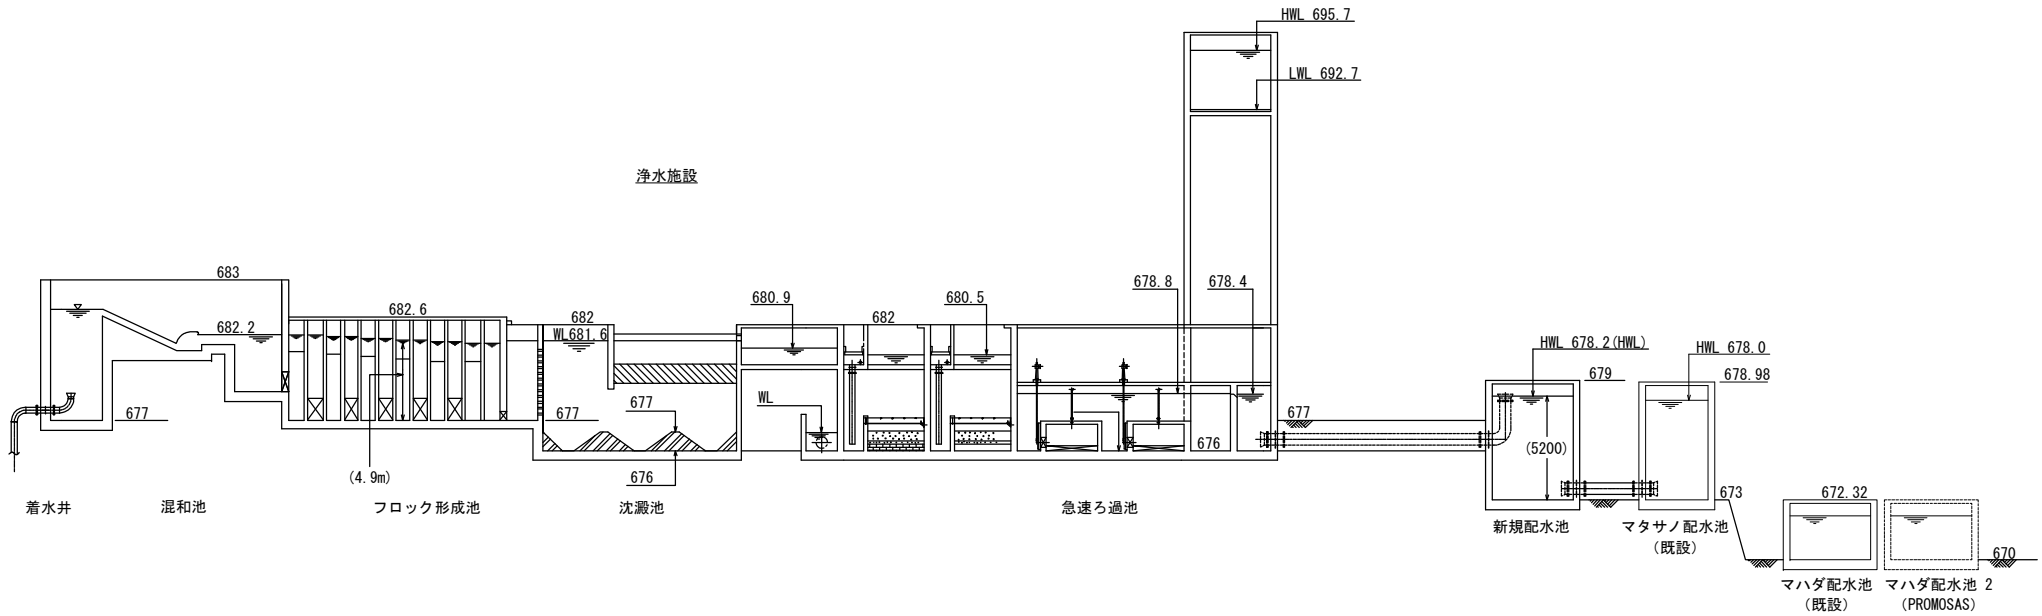 HWL 695.7
LWL 692.7
浄水施設
683
682.2
682.6
682
WL681.6
680.9
682
680.5
678.8
678.4
HWL 678.2(HWL)
HWL 678.0
679
678.98
WL
677
677
677
677
676
676
(4.9m)
(5200)
673
672.32
670
着水井
混和池
フロック形成池
沈澱池
急速ろ過池
新規配水池
マタサノ配水池
(既設)
マハダ配水池
(既設)
マハダ配水池 2
(PROMOSAS)